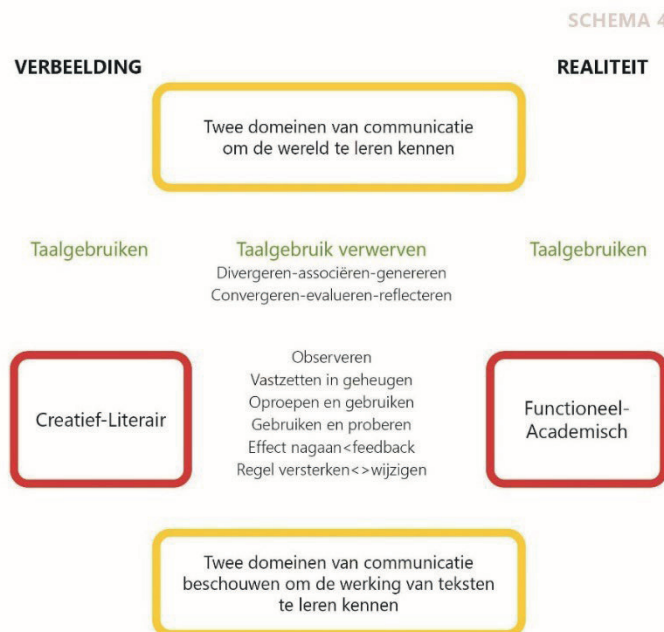 SCHEMA 4
VERBEELDING
REALITEIT
Twee domeinen van communicatie
om de wereld te leren kennen
Taalgebruiken
Taalgebruik verwerven
Taalgebruiken
Divergeren-associëren-genereren
Convergeren-evalueren-reflecteren
Creatief-Literair
Observeren
Vastzetten in geheugen
Oproepen en gebruiken
Gebruiken en proberen
Effect nagaan<feedback
Regel versterken<>wijzigen
Functioneel-
Academisch
Twee domeinen van communicatie
beschouwen om de werking van teksten
te leren kennen